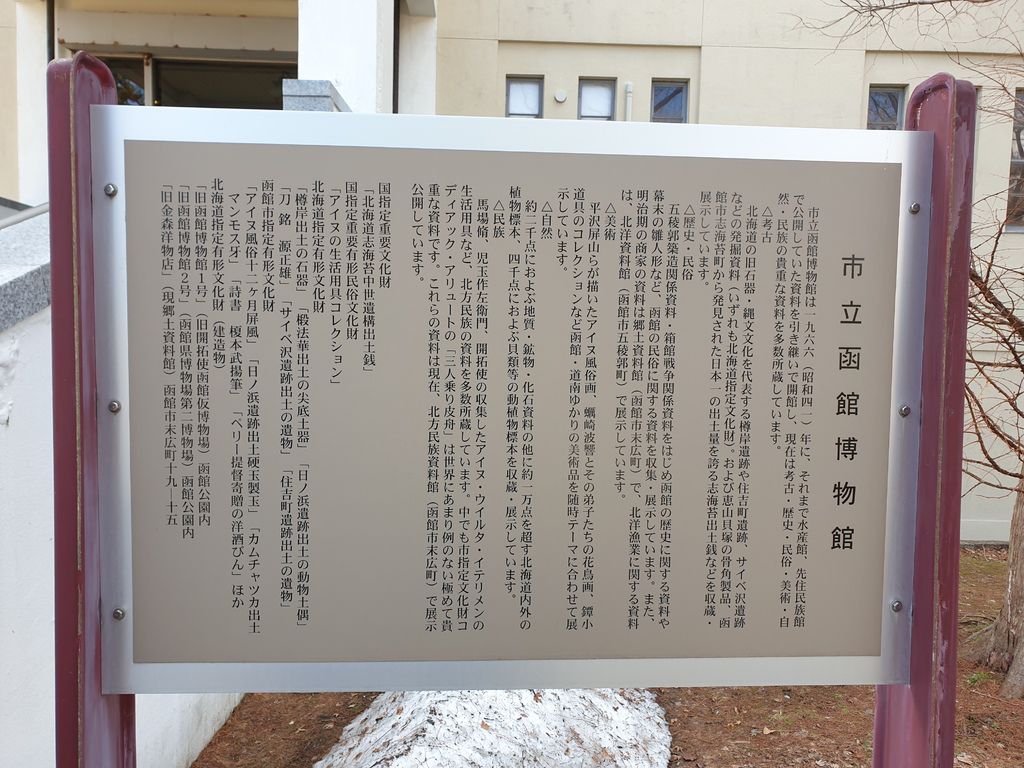 市立函館博物館
市立函館博物館は一九六六（昭和四一）年に、それまで水産館、先住民族館
で公開していた資料を引き継いで開館し、現在は考古・歴史・民俗・美術・自
然・民族の貴重な資料を多数所蔵しています。
△考古
北海道の旧石器・縄文文化を代表する樽岸遺跡や住吉町遺跡、サイベ沢遺跡
などの発掘資料（いずれも北海道指定文化財）。および恵山貝塚の骨角製品、函
館市志海苔町から発見された日本一の出土量を誇る志海苔出土銭などを収蔵・
展示しています。
△歴史・民俗
五稜郭築造関係資料・箱館戦争関係資料をはじめ函館の歴史に関する資料や
幕末の雛人形など、函館の民俗に関する資料を収集・展示しています。また、
明治期の商家の資料は郷土資料館（函館市末広町）で、北洋漁業に関する資料
は、北洋資料館（函館市五稜郭町）で展示しています。
△美術
平沢屏山らが描いたアイヌ風俗画、蠣崎波響とその弟子たちの花鳥画、鐔小
道具のコレクションなど函館・道南ゆかりの美術品を随時テーマに合わせて展
示しています。
△自然
約二千点におよぶ地質・鉱物・化石資料の他に約一万点を超す北海道内外の
植物標本、四千点におよぶ貝類等の動植物標本を収蔵・展示しています。
△民族
馬場脩、児玉作左衛門、開拓使の収集したアイヌ・ウイルタ・イテリメンの
生活用具など、北方民族の資料を多数所蔵しています。中でも市指定文化財コ
ディアック・アリュートの「三人乗り皮舟」は世界にあまり例のない極めて貴
重な資料です。これらの資料は現在、北方民族資料館（函館市末広町）で展示
公開しています。
国指定重要文化財
「北海道志海苔中世遺構出土銭」
国指定重要有形民俗文化財
「アイヌの生活用具コレクション」
北海道指定有形文化財
「樽岸出土の石器」「椴法華出土の尖底土器」「日ノ浜遺跡出土の動物土偶」
「刀 銘 源正雄」「サイベ沢遺跡出土の遺物」「住吉町遺跡出土の遺物」
函館市指定有形文化財
「アイヌ風俗十二ヶ月屏風」「日ノ浜遺跡出土硬玉製玉」「カムチャツカ出土
マンモス牙」「詩書 榎本武揚筆」「ペリー提督寄贈の洋酒びん」ほか
北海道指定有形文化財（建造物）
「旧函館博物館1号」（旧開拓使函館仮博物場）函館公園内
「旧函館博物館2号」（函館県博物場第二博物場）函館公園内
「旧金森洋物店」（現郷土資料館）函館市末広町十九―十五